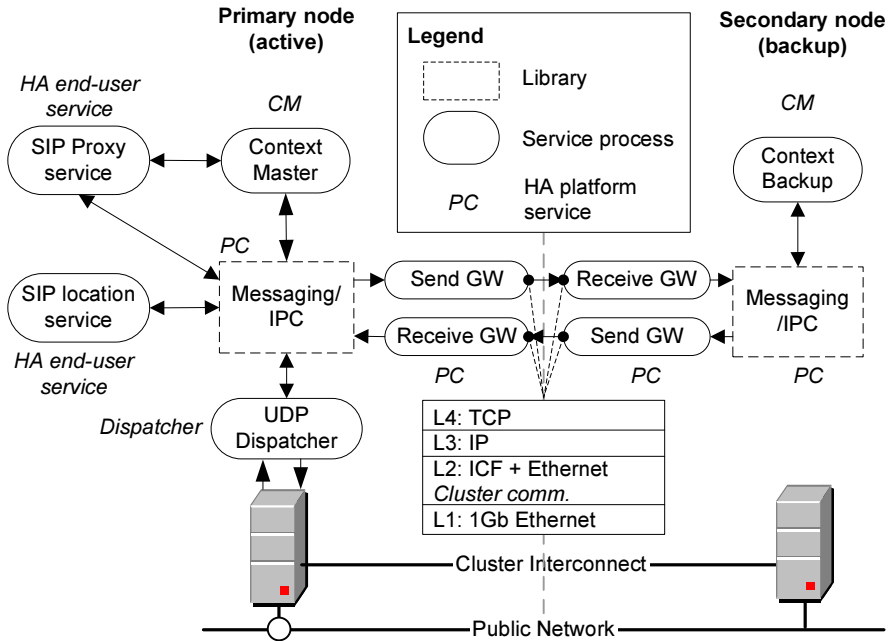 Primary node
(active)
Secondary node
(backup)
Legend
Library
Service process
PC
HA platform
service
HA end-user
service
CM
CM
SIP Proxy
service
Context
Master
Context
Backup
PC
SIP location
service
Messaging/
IPC
Send GW
Receive GW
Messaging
/IPC
Receive GW
Send GW
HA end-user
service
PC
PC
PC
Dispatcher
UDP
Dispatcher
L4: TCP
L3: IP
L2: ICF + Ethernet
Cluster comm.
L1: 1Gb Ethernet
Cluster Interconnect
Public Network